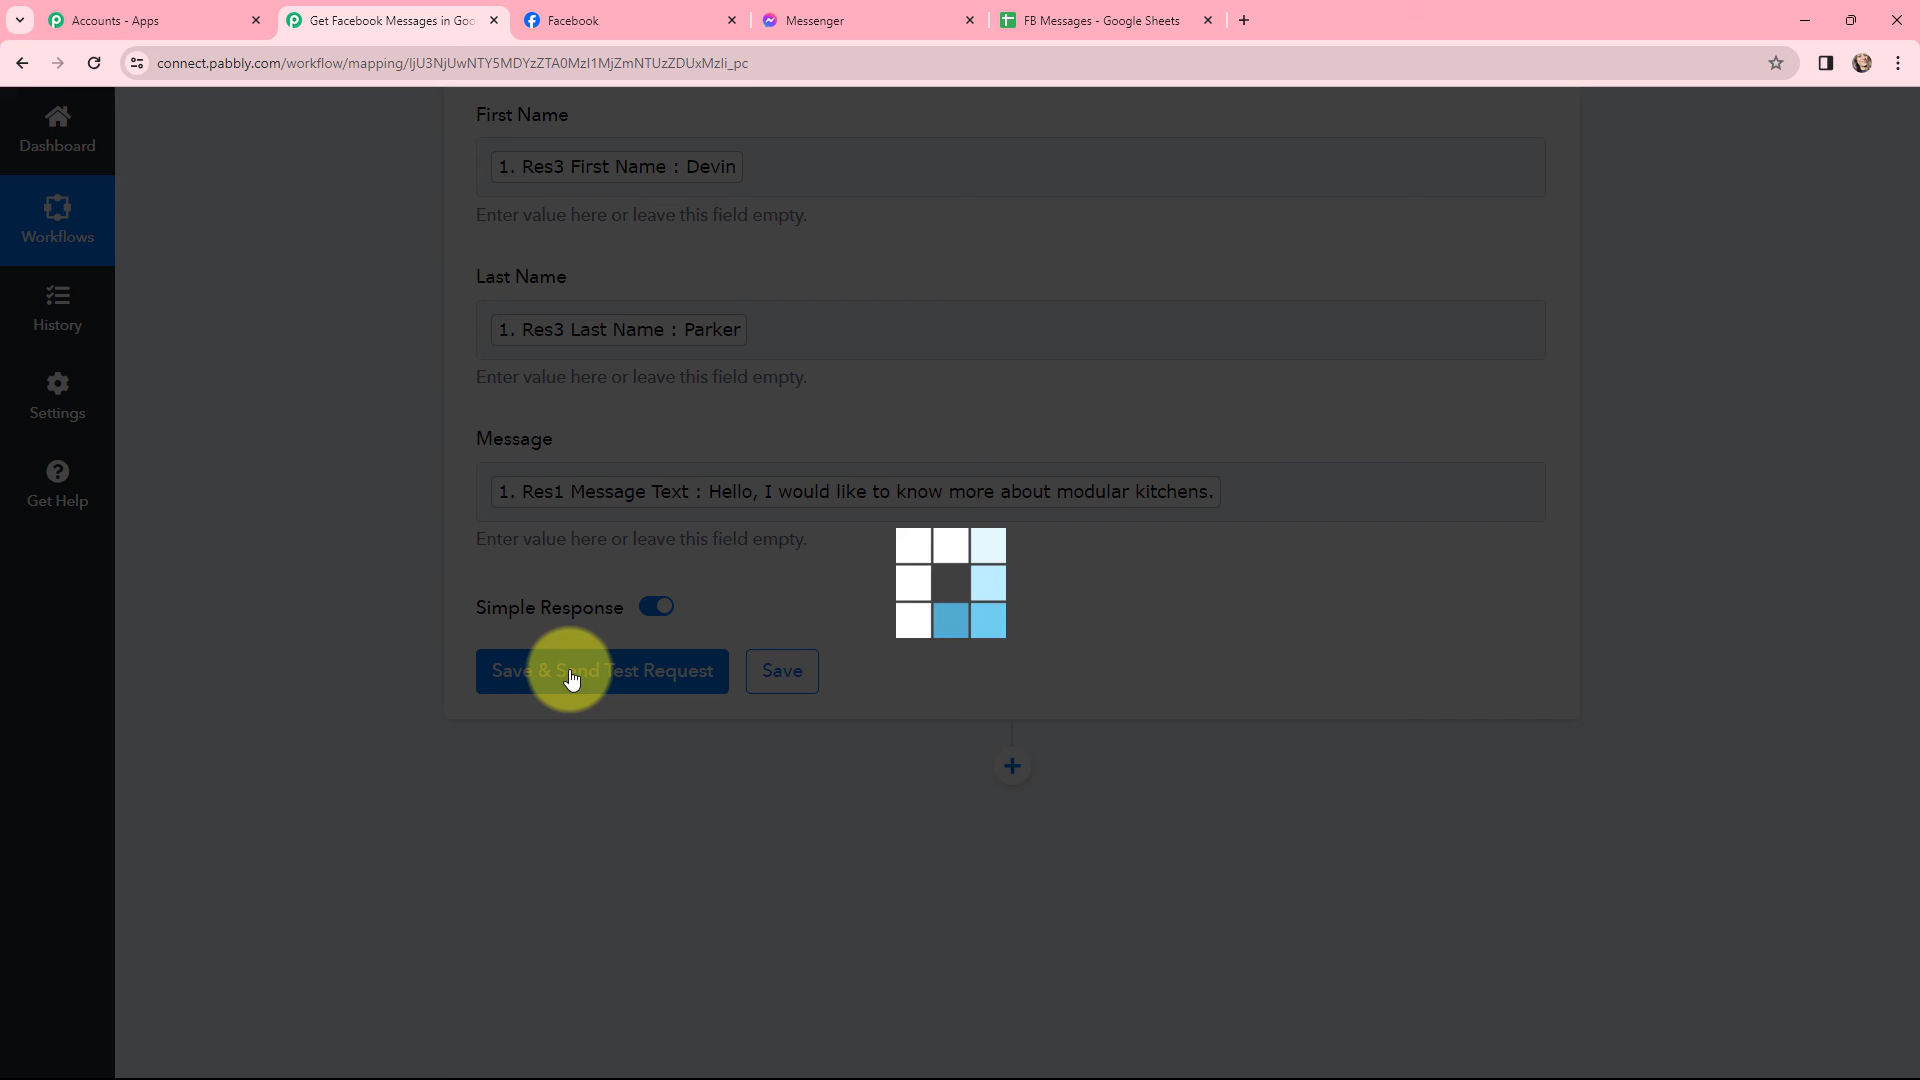 Accounts - Apps
Get Facebook Messages in Goo
Facebook
Messenger
FB Messages - Google Sheets
connect.pabbly.com/workflow/mapping/IjU3NjUwNTY5MDYzZTA0MzI1MjZmNTUzZDUxMzIi_pc
Dashboard
Workflows
History
Settings
Get Help
First Name
1. Res3 First Name : Devin
Enter value here or leave this field empty.
Last Name
1. Res3 Last Name : Parker
Enter value here or leave this field empty.
Message
1. Res1 Message Text : Hello, I would like to know more about modular kitchens.
Enter value here or leave this field empty.
Simple Response
Save & Send Test Request
Save